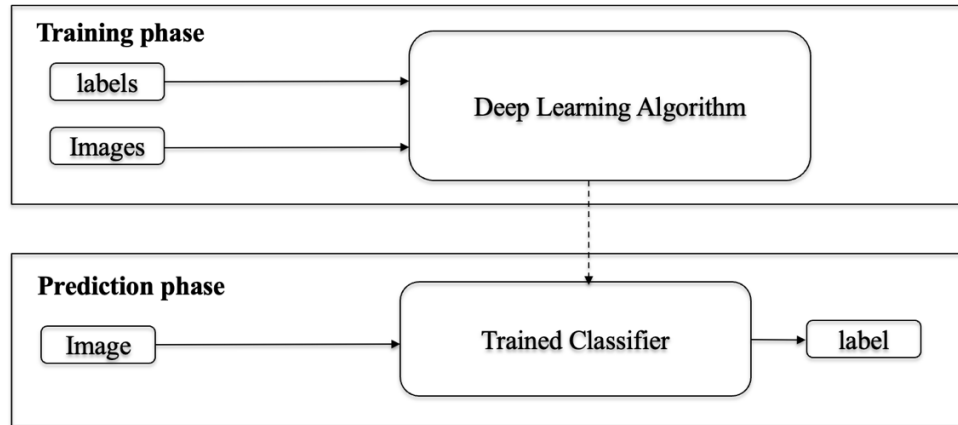 Training phase
labels
Images
Deep Learning Algorithm
Prediction phase
Image
Trained Classifier
label